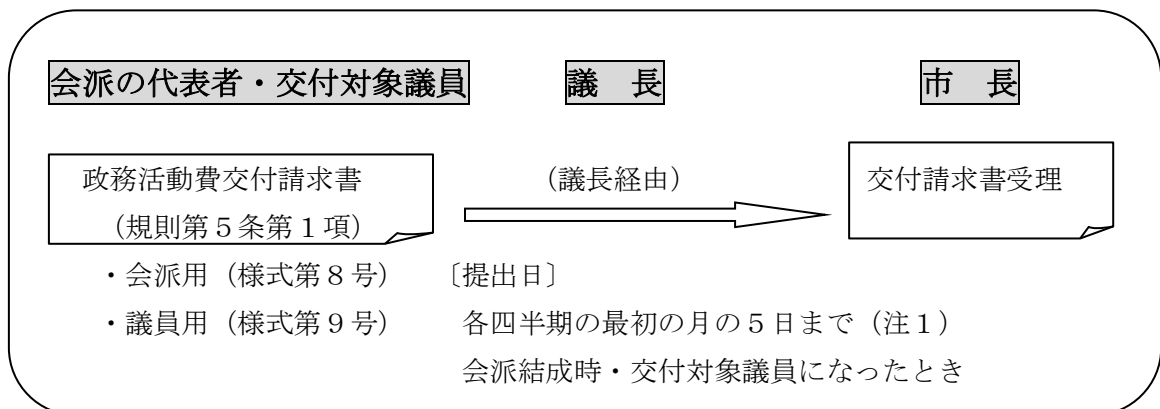 会派の代表者・交付対象議員　議　長　市　長
政務活動費交付請求書　（議長経由）　交付請求書受理
（規則第５条第１項）
・会派用（様式第８号）　〔提出日〕
・議員用（様式第９号）　各四半期の最初の月の５日まで（注１）
会派結成時・交付対象議員になったとき